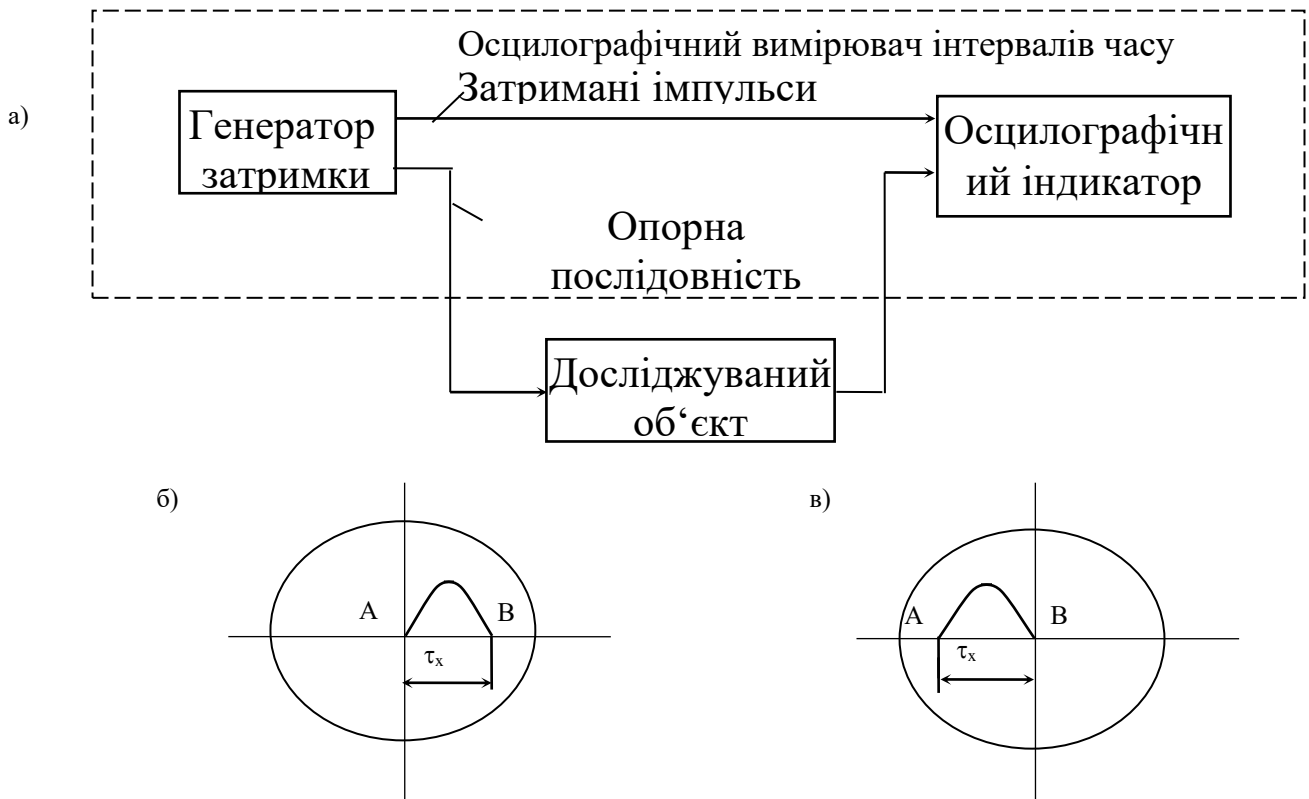 Осцилографічний вимірювач інтервалів часу
Затримані імпульси
а)
Генератор
затримки
Осцилографічн
ий індикатор
Опорна
послідовність
Досліджуваний
об‘єкт
б)
в)
А
В
τx
А
В
τx